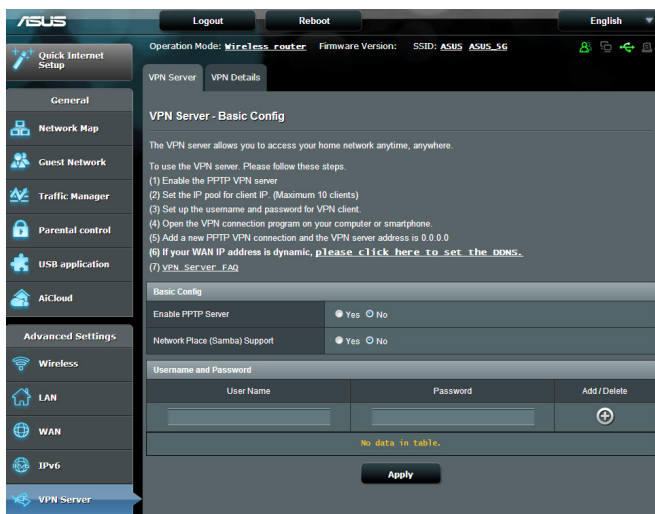 ASUS
Logout
Reboot
English
Quick Internet
Setup
Operation Mode: Wireless router Firmware Version: SSID: ASUS ASUS_5G
VPN Server
VPN Details
General
Network Map
Guest Network
Traffic Manager
Parental control
USB application
AiCloud
Advanced Settings
Wireless
LAN
WAN
IPv6
VPN Server
VPN Server - Basic Config
The VPN server allows you to access your home network anytime, anywhere.
To use the VPN server. Please follow these steps.
(1) Enable the PPTP VPN server
(2) Set the IP pool for client IP. (Maximum 10 clients)
(3) Set up the username and password for VPN client.
(4) Open the VPN connection program on your computer or smartphone.
(5) Add a new PPTP VPN connection and the VPN server address is 0.0.0.0
(6) If your WAN IP address is dynamic, please click here to set the DDNS.
(7) VPN Server FAQ
Basic Config
Enable PPTP Server Yes No
Network Place (Samba) Support Yes No
Username and Password
User Name Password Add / Delete
No data in table.
Apply